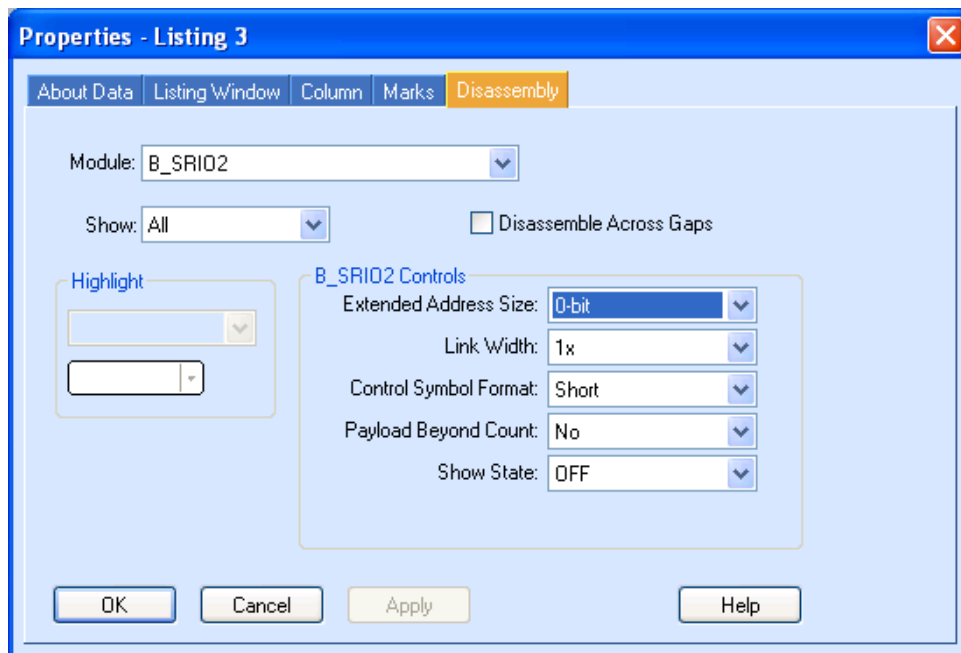 Properties - Listing 3
About Data Listing Window Column Marks Disassembly
Module: B_SRIO2
Show: All Disassemble Across Gaps
Highlight
B_SRIO2 Controls
Extended Address Size: 0-bit
Link Width: 1x
Control Symbol Format: Short
Payload Beyond Count: No
Show State: OFF
OK Cancel Apply Help